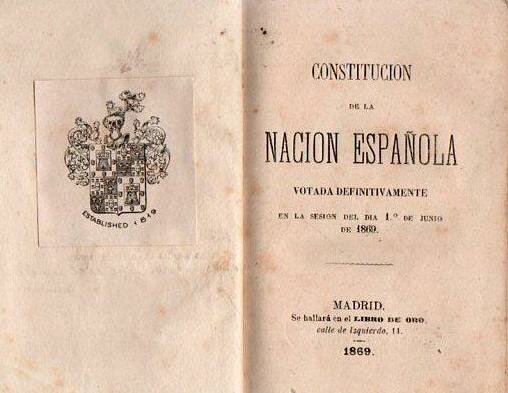 ESTABLISHED 1819
CONSTITUCION
DE LA
NACION ESPAÑOLA
VOTADA DEFINITIVAMENTE
EN LA SESION DEL DIA 1.º DE JUNIO
DE 1869.
MADRID.
Se hallará en el LIBRO DE ORO,
calle de Izquierdo, 11.
1869.